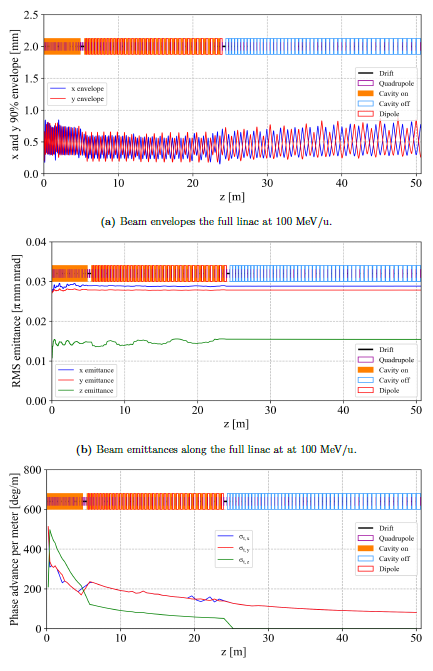 2.5
2.0
1.5
1.0
0.5
0.0
x and y 90% envelope [mm]
x envelope
y envelope
Drift
Quadrupole
Cavity on
Cavity off
Dipole
0 10 20 30 40 50
z [m]
(a) Beam envelopes the full linac at 100 MeV/u.
0.04
0.03
0.02
0.01
0.00
RMS emittance [π mm mrad]
x emittance
y emittance
z emittance
Drift
Quadrupole
Cavity on
Cavity off
Dipole
0 10 20 30 40 50
z [m]
(b) Beam emittances along the full linac at at 100 MeV/u.
800
600
400
200
0
Phase advance per meter [deg/m]
σt,x
σt,y
σt,z
Drift
Quadrupole
Cavity on
Cavity off
Dipole
0 10 20 30 40 50
z [m]